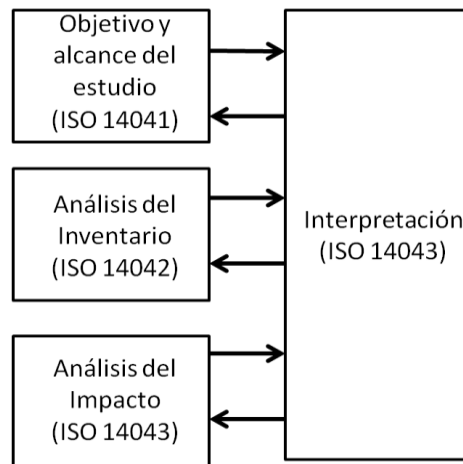 Objetivo y
alcance del
estudio
(ISO 14041)
Análisis del
Inventario
(ISO 14042)
Análisis del
Impacto
(ISO 14043)
Interpretación
(ISO 14043)